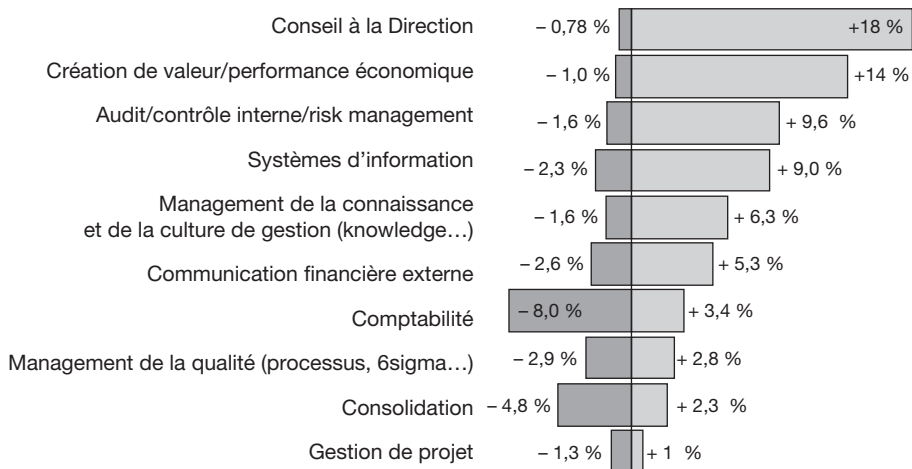 Conseil à la Direction – 0,78 % +18 %
Création de valeur/performance économique – 1,0 % +14 %
Audit/contrôle interne/risk management – 1,6 % + 9,6 %
Systèmes d'information – 2,3 % + 9,0 %
Management de la connaissance
et de la culture de gestion (knowledge…) – 1,6 % + 6,3 %
Communication financière externe – 2,6 % + 5,3 %
Comptabilité – 8,0 % + 3,4 %
Management de la qualité (processus, 6sigma…) – 2,9 % + 2,8 %
Consolidation – 4,8 % + 2,3 %
Gestion de projet – 1,3 % + 1 %